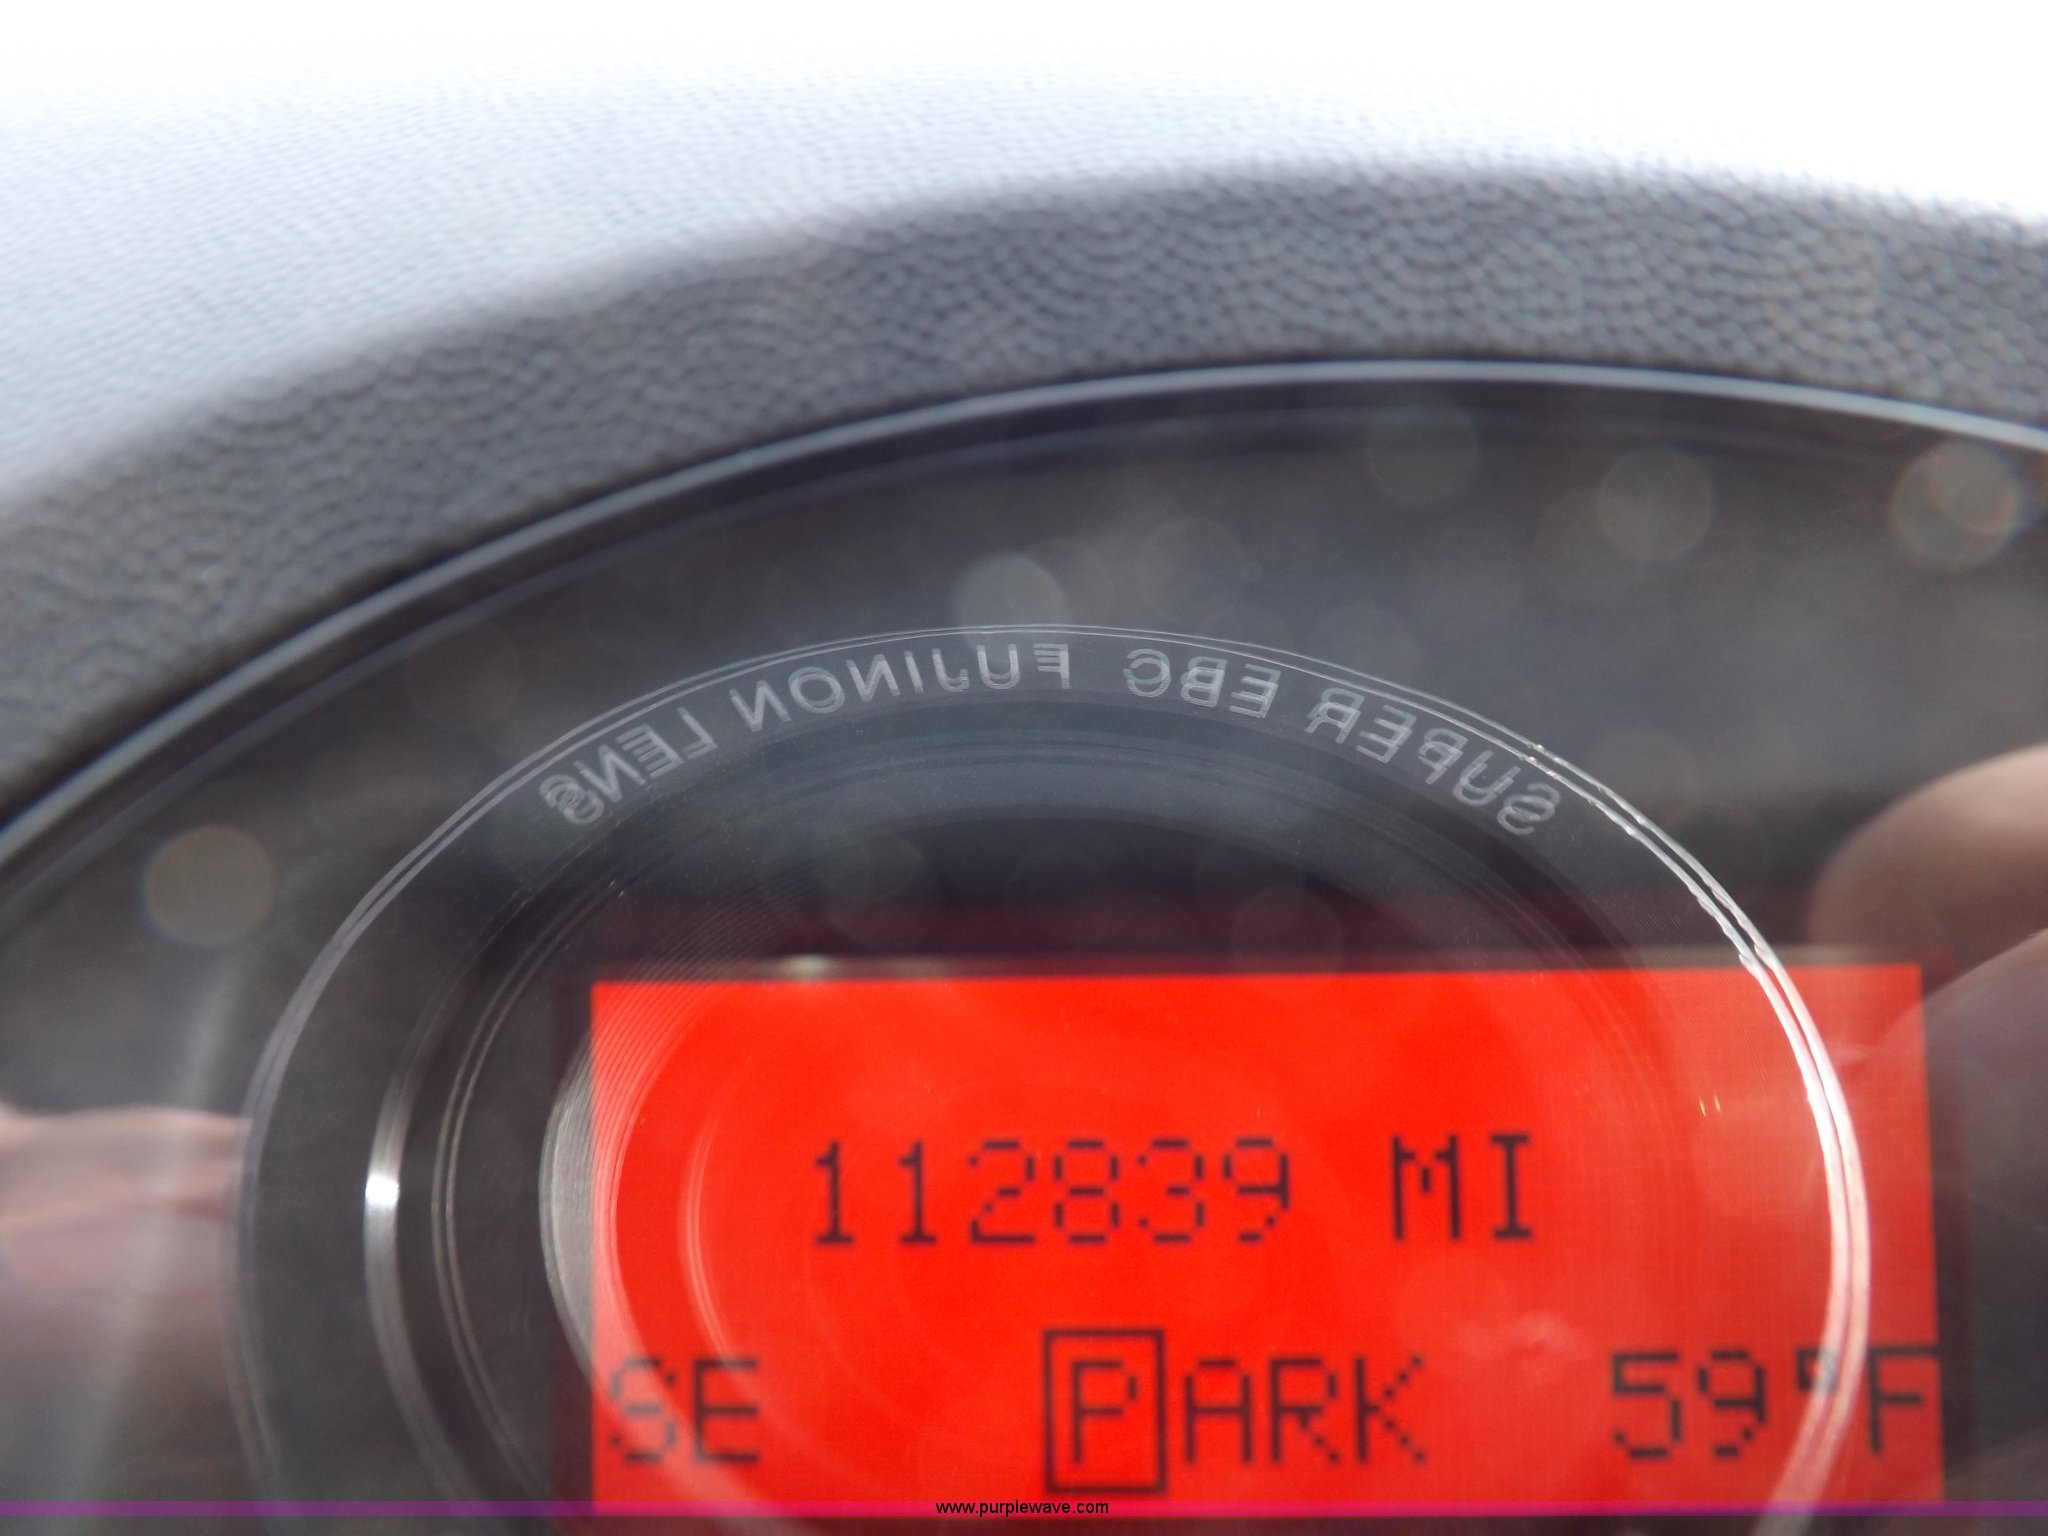 SUPER EBC FUJINON LENS
112839 MI
SE PARK 59°F
www.purplewave.com